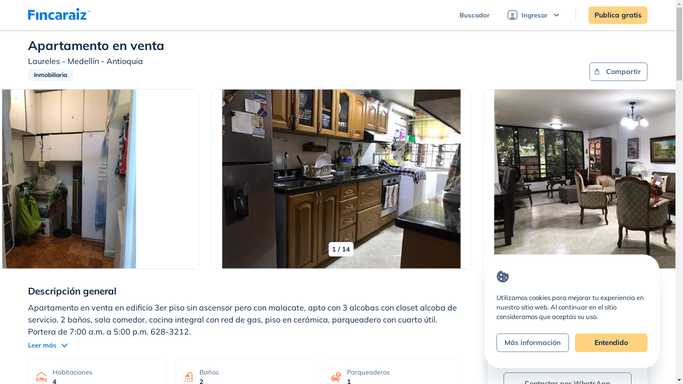 Fincaraiz
Buscador
Ingresar
Publica gratis
Apartamento en venta
Laureles - Medellín - Antioquia
Inmobiliaria
Compartir
1 / 14
Descripción general
Apartamento en venta en edificio 3er piso sin ascensor pero con malacate, apto con 3 alcobas con closet alcoba de
servicio, 2 baños, sala comedor, cocina integral con red de gas, piso en cerámica, parqueadero con cuarto útil.
Portera de 7:00 a.m. a 5:00 p.m. 628-3212.
Leer más
Habitaciones
4
Baños
2
Parqueaderos
1
Utilizamos cookies para mejorar tu experiencia en
nuestro sitio web. Al continuar en el sitio
consideramos que aceptas su uso.
Más información
Entendido
Contactar por WhatsApp